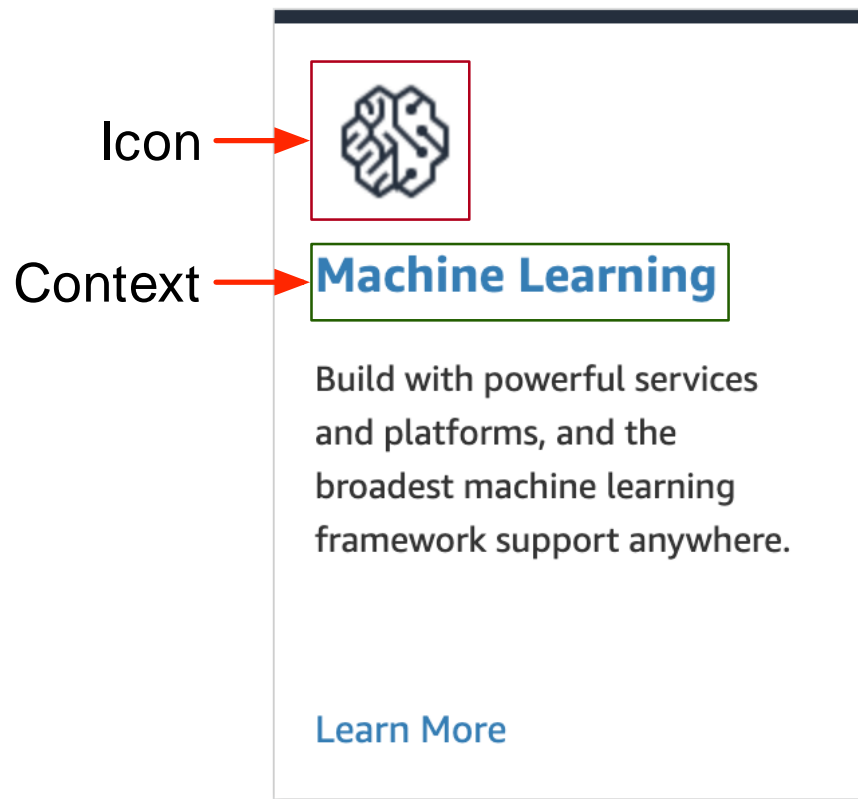 Icon
Context
Machine Learning
Build with powerful services
and platforms, and the
broadest machine learning
framework support anywhere.
Learn More